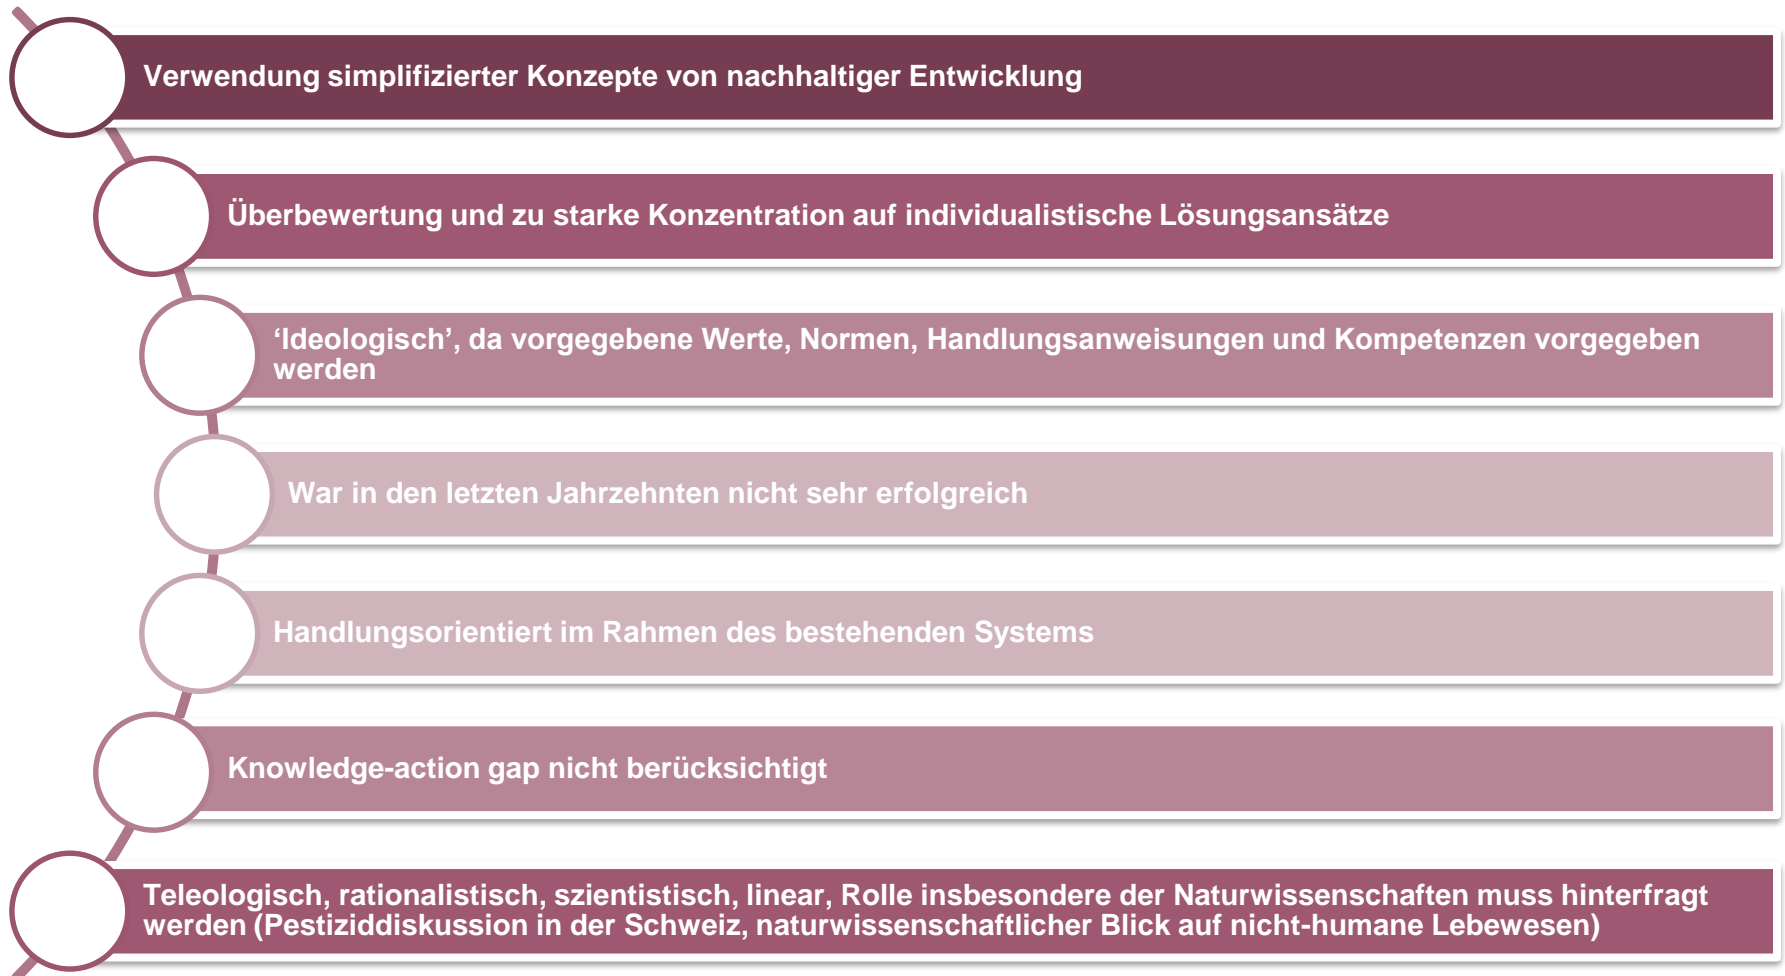 Verwendung simplifizierter Konzepte von nachhaltiger Entwicklung
Überbewertung und zu starke Konzentration auf individualistische Lösungsansätze
‘Ideologisch’, da vorgegebene Werte, Normen, Handlungsanweisungen und Kompetenzen vorgegeben
werden
War in den letzten Jahrzehnten nicht sehr erfolgreich
Handlungsorientiert im Rahmen des bestehenden Systems
Knowledge-action gap nicht berücksichtigt
Teleologisch, rationalistisch, szientistisch, linear, Rolle insbesondere der Naturwissenschaften muss hinterfragt
werden (Pestiziddiskussion in der Schweiz, naturwissenschaftlicher Blick auf nicht-humane Lebewesen)